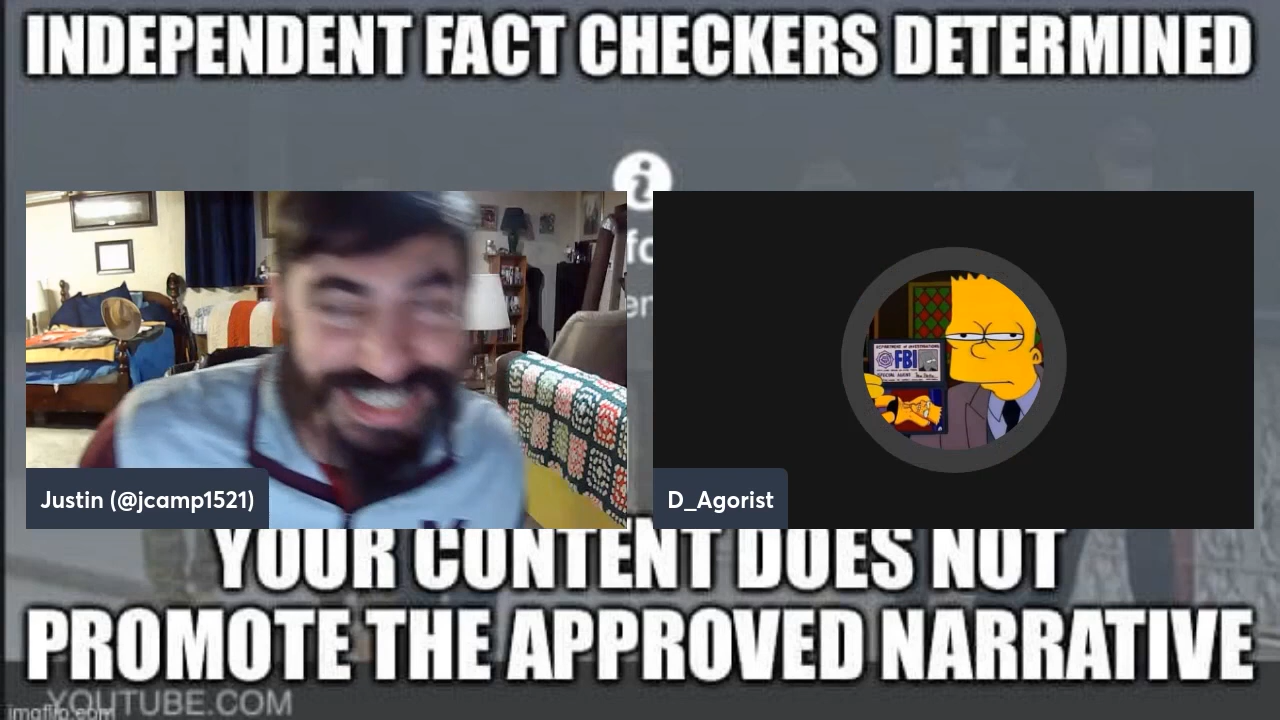 INDEPENDENT FACT CHECKERS DETERMINED
i
FBI
Justin (@jcamp1521)
D_Agorist
YOUR CONTENT DOES NOT
PROMOTE THE APPROVED NARRATIVE
YOUTUBE.COM
imgflip.com